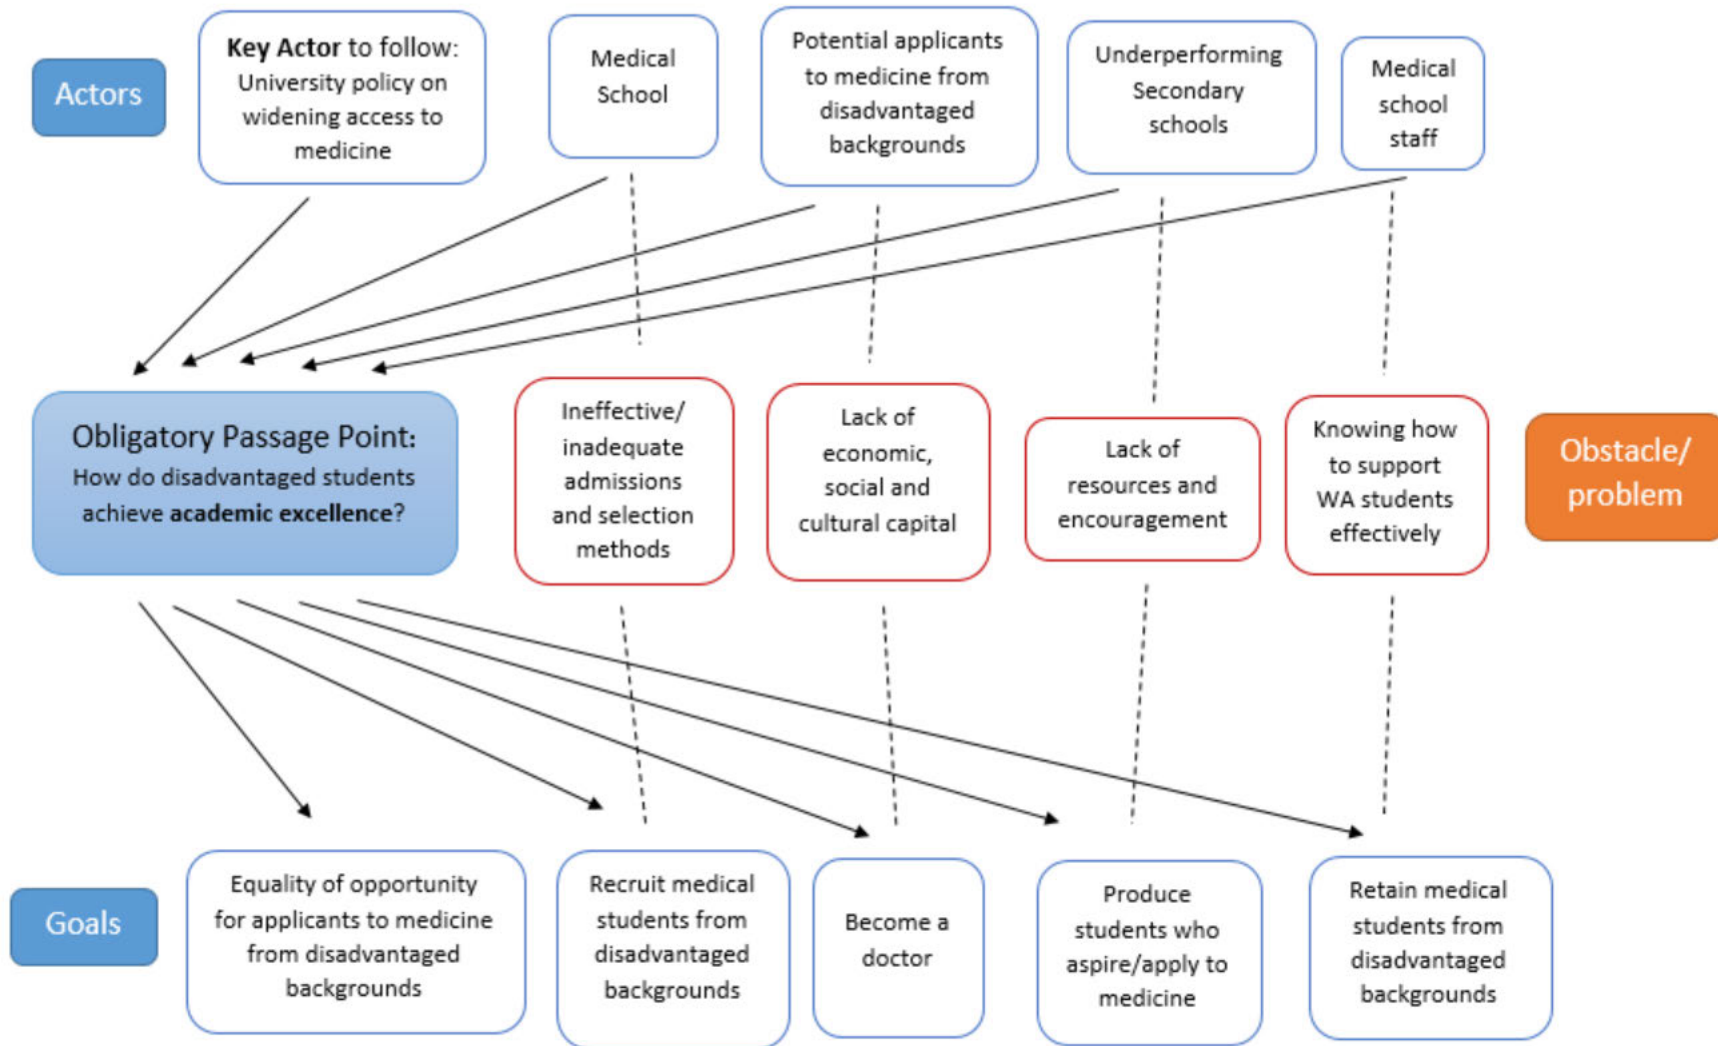 Actors
Key Actor to follow:
University policy on
widening access to
medicine
Medical
School
Potential applicants
to medicine from
disadvantaged
backgrounds
Underperforming
Secondary
schools
Medical
school
staff
Obligatory Passage Point:
How do disadvantaged students
achieve academic excellence?
Ineffective/
inadequate
admissions
and selection
methods
Lack of
economic,
social and
cultural capital
Lack of
resources and
encouragement
Knowing how
to support
WA students
effectively
Obstacle/
problem
Goals
Equality of opportunity
for applicants to medicine
from disadvantaged
backgrounds
Recruit medical
students from
disadvantaged
backgrounds
Become a
doctor
Produce
students who
aspire/apply to
medicine
Retain medical
students from
disadvantaged
backgrounds